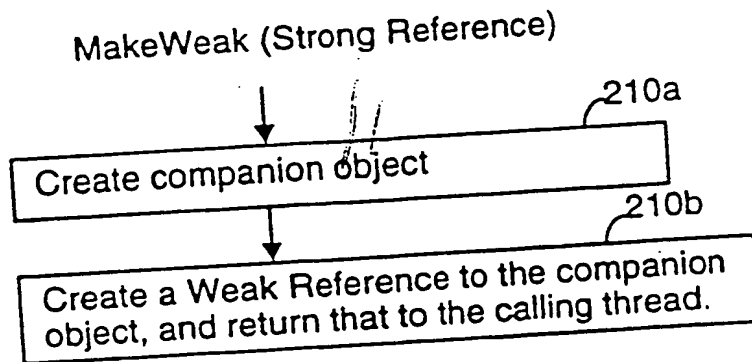 MakeWeak (Strong Reference)
210a
Create companion object
210b
Create a Weak Reference to the companion
object, and return that to the calling thread.